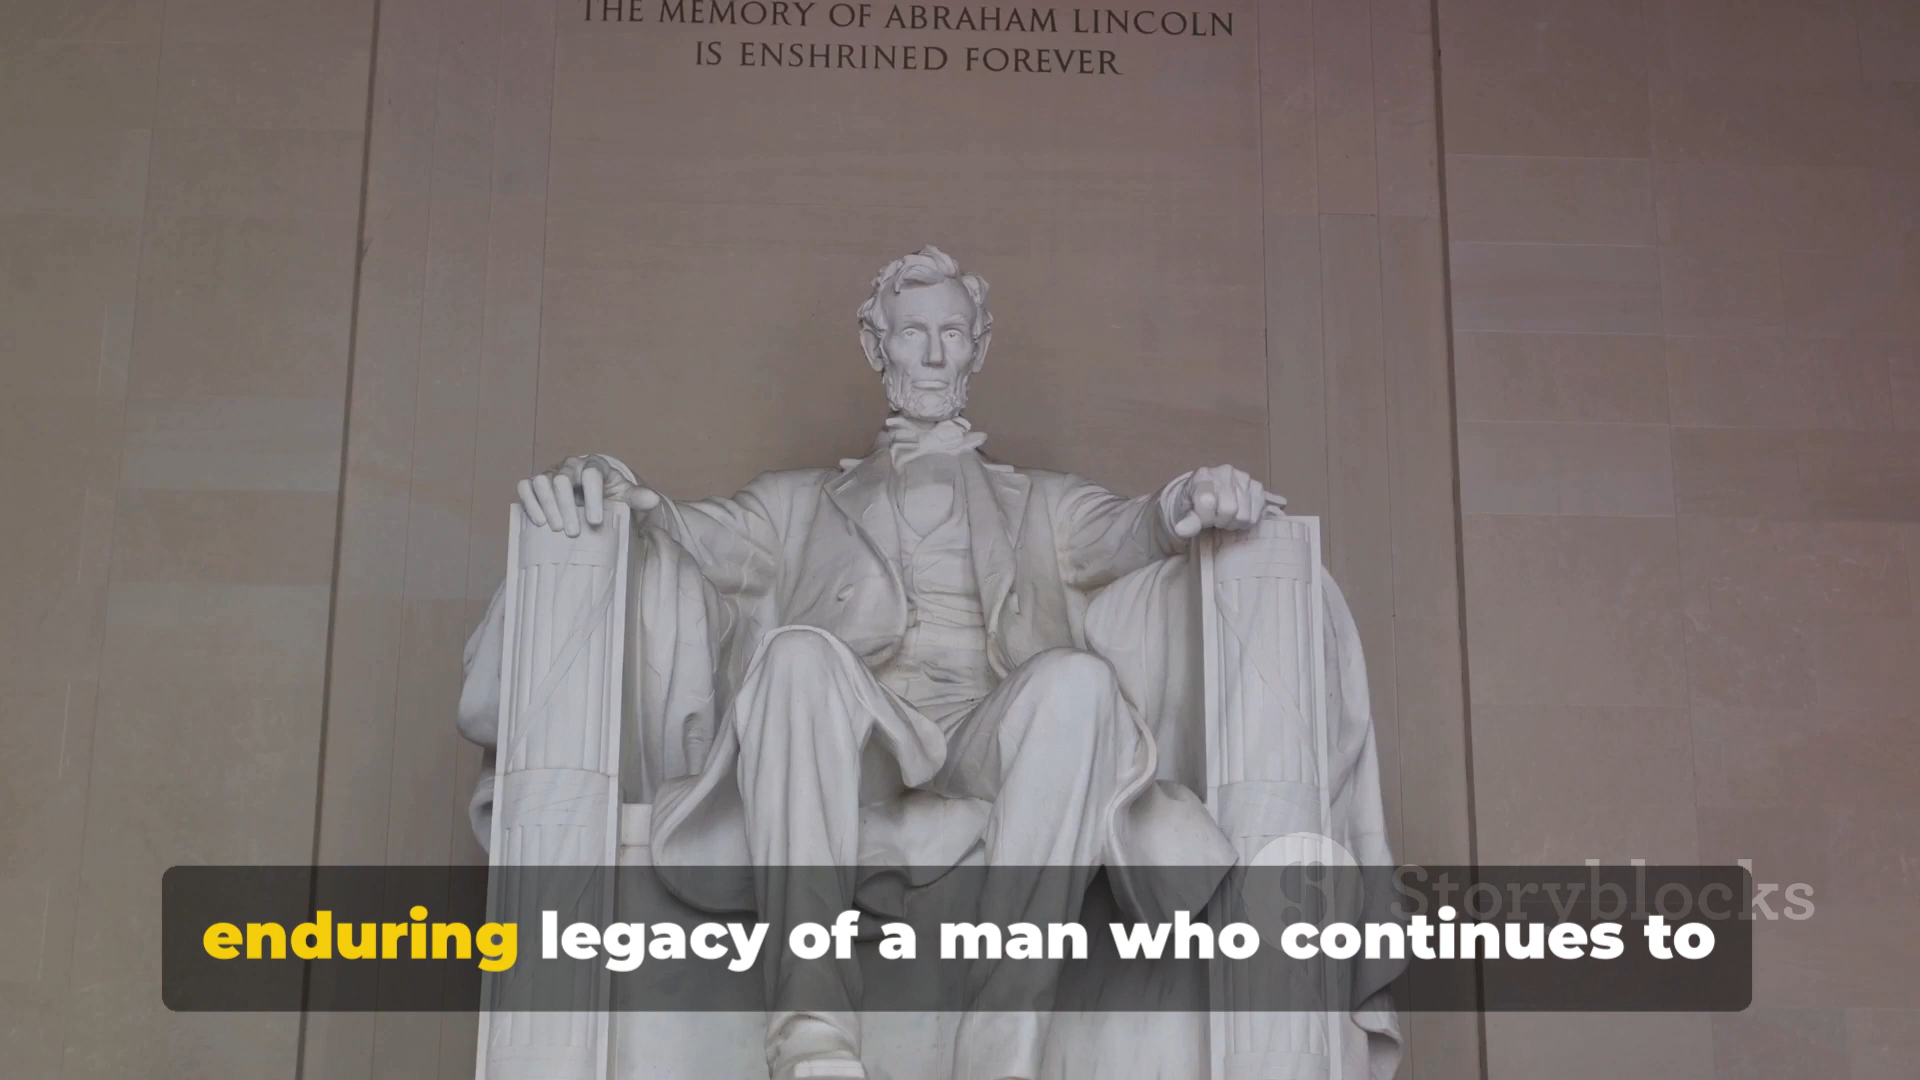 THE MEMORY OF ABRAHAM LINCOLN
IS ENSHRINED FOREVER
Storyblocks
enduring legacy of a man who continues to